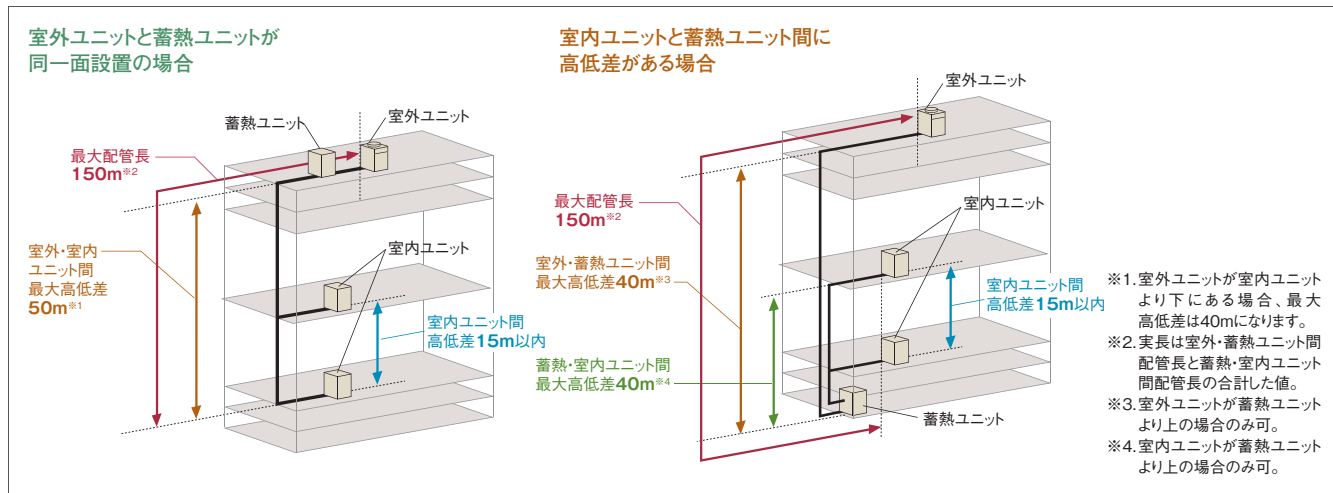 室外ユニットと蓄熱ユニットが
同一面設置の場合
蓄熱ユニット
室外ユニット
最大配管長
150m※2
室外・室内
ユニット間
最大高低差
50m※1
室内ユニット
室内ユニット間
高低差15m以内
室内ユニットと蓄熱ユニット間に
高低差がある場合
室外ユニット
最大配管長
150m※2
室内ユニット
室外・蓄熱ユニット間
最大高低差40m※3
室内ユニット間
高低差15m以内
蓄熱・室内ユニット間
最大高低差40m※4
蓄熱ユニット
※1.室外ユニットが室内ユニット
より下にある場合、最大
高低差は40mになります。
※2.実長は室外・蓄熱ユニット間
配管長と蓄熱・室内ユニット
間配管長の合計した値。
※3.室外ユニットが蓄熱ユニット
より上の場合のみ可。
※4.室内ユニットが蓄熱ユニット
より上の場合のみ可。